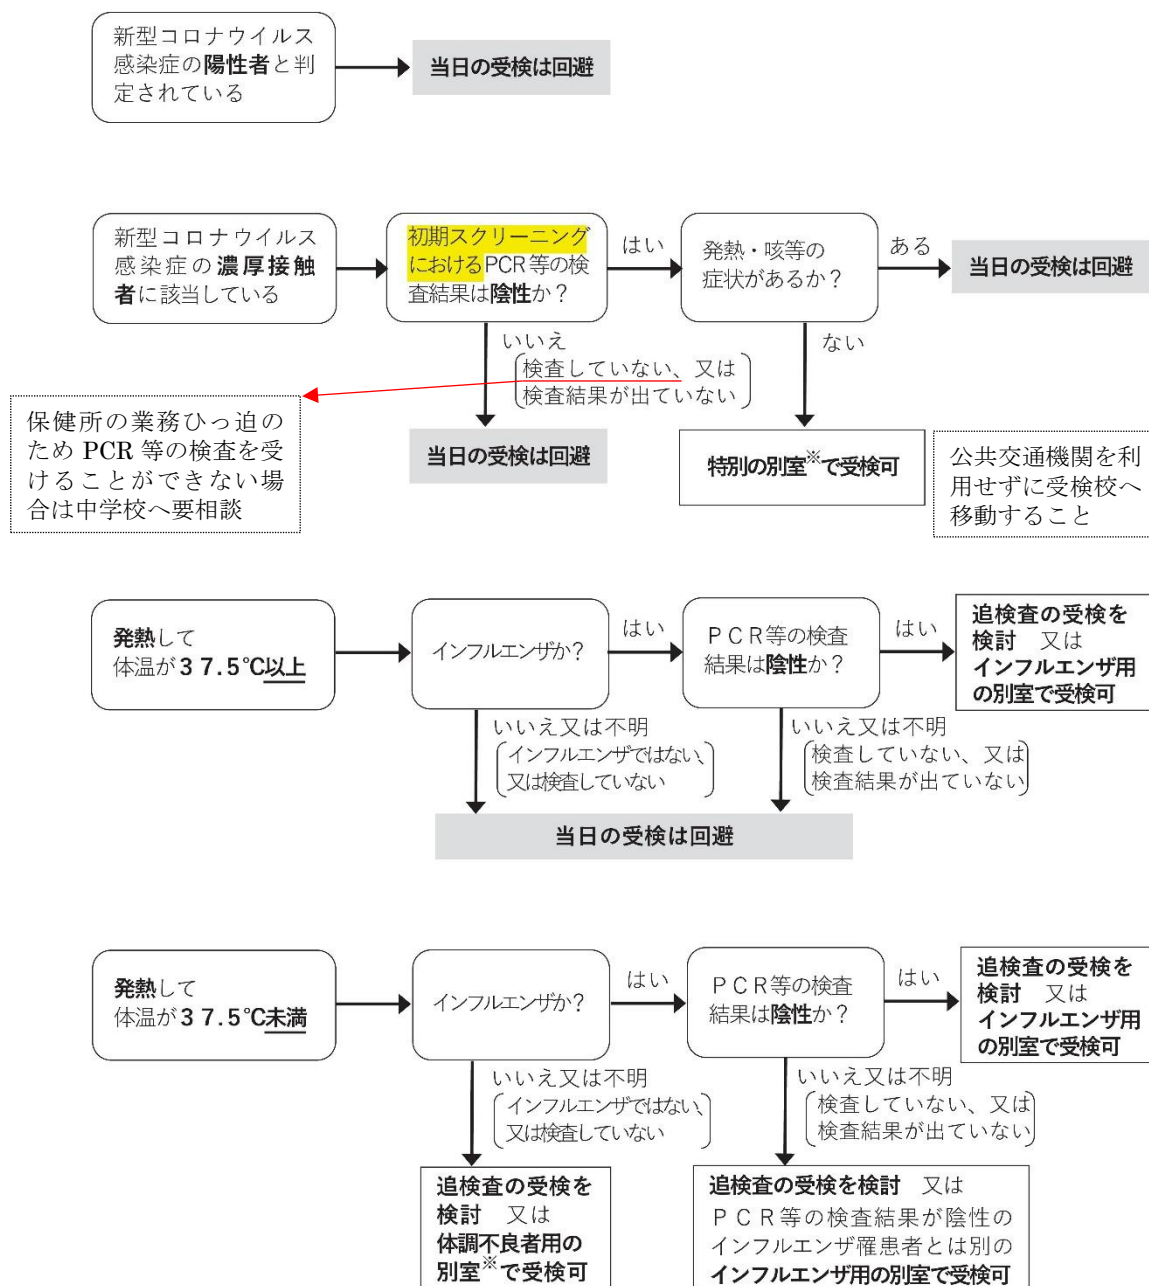 新型コロナウイルス
感染症の陽性者と判
定されている
当日の受検は回避
新型コロナウイルス
感染症の濃厚接触
者に該当している
初期スクリーニング
におけるPCR等の検
査結果は陰性か？
はい
発熱・咳等の
症状があるか？
ある
当日の受検は回避
いいえ
検査していない、又は
検査結果が出ていない
ない
保健所の業務ひっ迫の
ため PCR 等の検査を受
けることができない場
合は中学校へ要相談
当日の受検は回避
特別の別室※で受検可
公共交通機関を利
用せずに受検校へ
移動すること
発熱して
体温が３７.５℃以上
インフルエンザか？
はい
ＰＣＲ等の検査
結果は陰性か？
はい
追検査の受検を
検討　又は
インフルエンザ用
の別室で受検可
いいえ又は不明
インフルエンザではない、
又は検査していない
いいえ又は不明
検査していない、又は
検査結果が出ていない
当日の受検は回避
発熱して
体温が３７.５℃未満
インフルエンザか？
はい
ＰＣＲ等の検査
結果は陰性か？
はい
追検査の受検を
検討　又は
インフルエンザ用
の別室で受検可
いいえ又は不明
インフルエンザではない、
又は検査していない
いいえ又は不明
検査していない、又は
検査結果が出ていない
追検査の受検を
検討　又は
体調不良者用の
別室※で受検可
追検査の受検を検討　又は
ＰＣＲ等の検査結果が陰性の
インフルエンザ罹患者とは別の
インフルエンザ用の別室で受検可